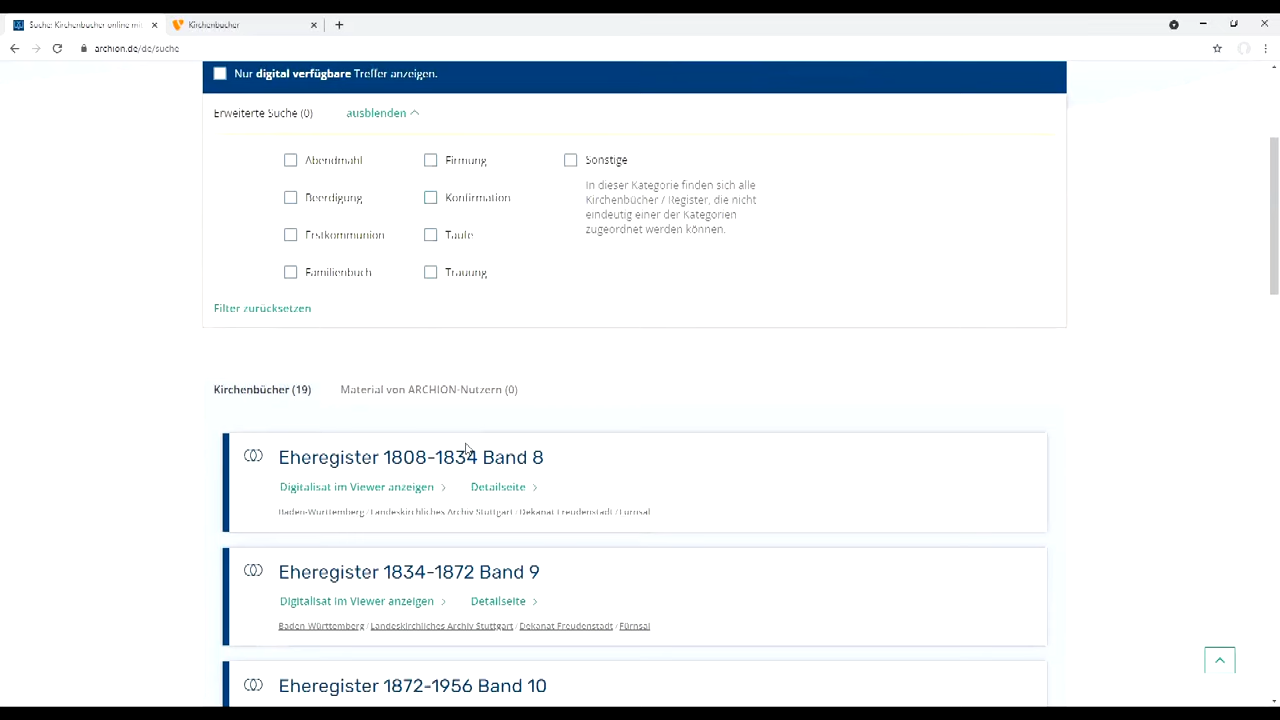 Suche: Kirchenbücher online mi
Kirchenbücher
archion.de/de/suche
Nur digital verfügbare Treffer anzeigen.
Erweiterte Suche (0) ausblenden
Abendmahl Firmung Sonstige
In dieser Kategorie finden sich alle
Kirchenbücher / Register, die nicht
eindeutig einer der Kategorien
zugeordnet werden können.
Beerdigung Konfirmation
Erstkommunion Taufe
Familienbuch Trauung
Filter zurücksetzen
Kirchenbücher (19) Material von ARCHION-Nutzern (0)
Eheregister 1808-1834 Band 8
Digitalisat im Viewer anzeigen Detailseite
Baden-Württemberg / Landeskirchliches Archiv Stuttgart / Dekanat Freudenstadt / Fürnsal
Eheregister 1834-1872 Band 9
Digitalisat im Viewer anzeigen Detailseite
Baden-Württemberg / Landeskirchliches Archiv Stuttgart / Dekanat Freudenstadt / Fürnsal
Eheregister 1872-1956 Band 10